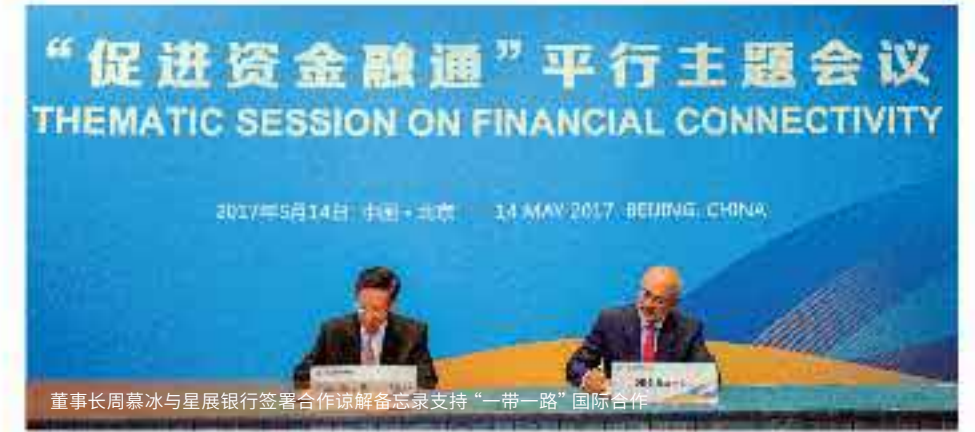 “促进资金融通”平行主题会议
THEMATIC SESSION ON FINANCIAL CONNECTIVITY
2017年5月14日 中国·北京 14 MAY 2017 BEIJING, CHINA
董事长周慕冰与星展银行签署合作谅解备忘录支持“一带一路”国际合作